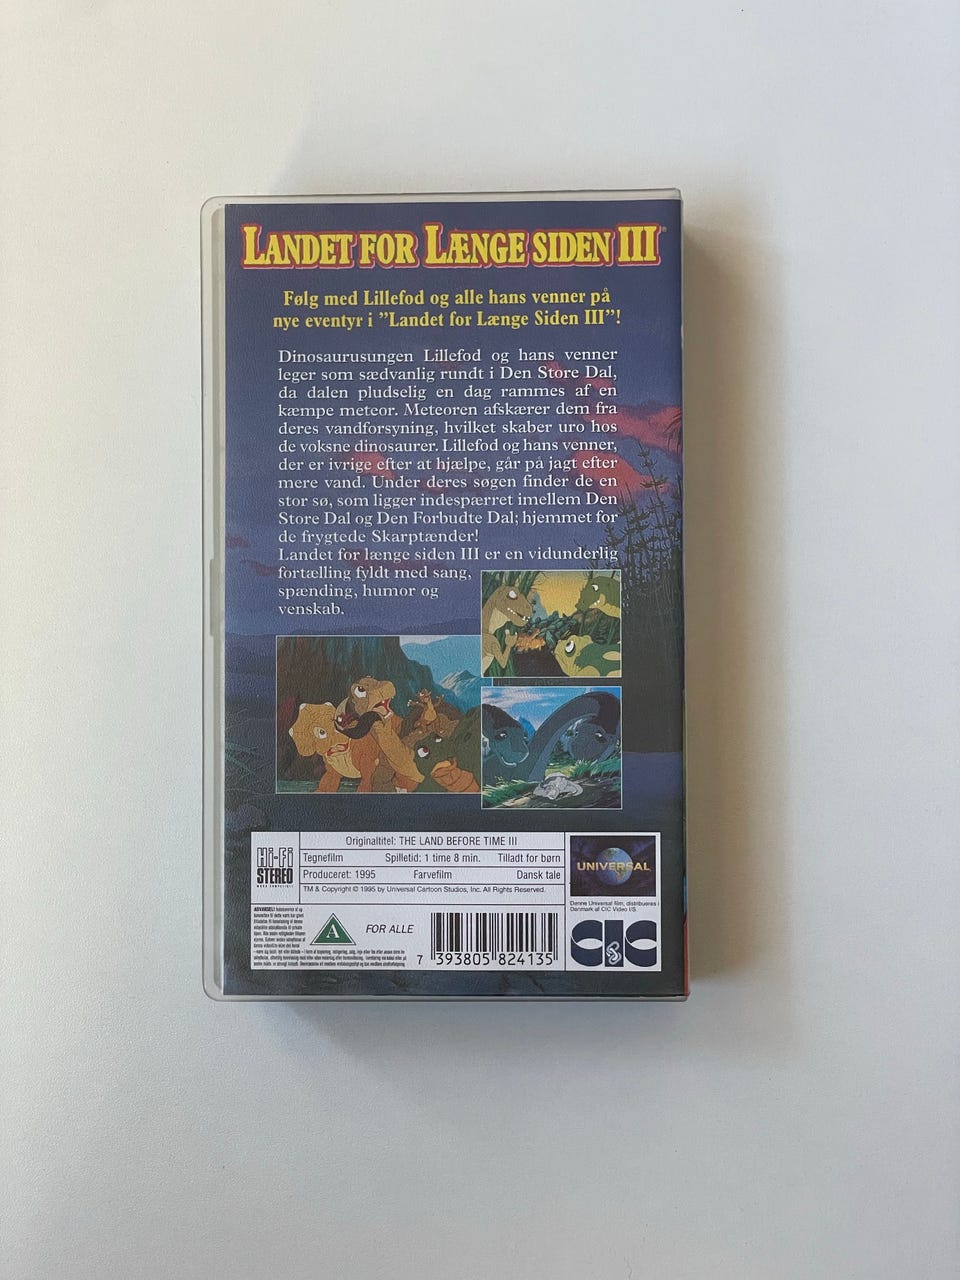 LANDET FOR LÆNGE SIDEN III®
Følg med Lillefod og alle hans venner på
nye eventyr i ”Landet for Længe Siden III”!
Dinosaurusungen Lillefod og hans venner
leger som sædvanlig rundt i Den Store Dal,
da dalen pludselig en dag rammes af en
kæmpe meteor. Meteoren afskærer dem fra
deres vandforsyning, hvilket skaber uro hos
de voksne dinosaurer. Lillefod og hans venner,
der er ivrige efter at hjælpe, går på jagt efter
mere vand. Under deres søgen finder de en
stor sø, som ligger indespærret imellem Den
Store Dal og Den Forbudte Dal; hjemmet for
de frygtede Skarptænder!
Landet for længe siden III er en vidunderlig
fortælling fyldt med sang,
spænding, humor og
venskab.
Hi-Fi
STEREO
Originaltitel: THE LAND BEFORE TIME III
Tegnefilm Spilletid: 1 time 8 min. Tilladt for børn
Produceret: 1995 Farvefilm Dansk tale
TM & Copyright © 1995 by Universal Cartoon Studios, Inc. All Rights Reserved.
UNIVERSAL
Denne Universal film, distribueres i
Danmark af CIC Video I/S.
ADVARSEL!
A
FOR ALLE
7 393805 824135
CIC